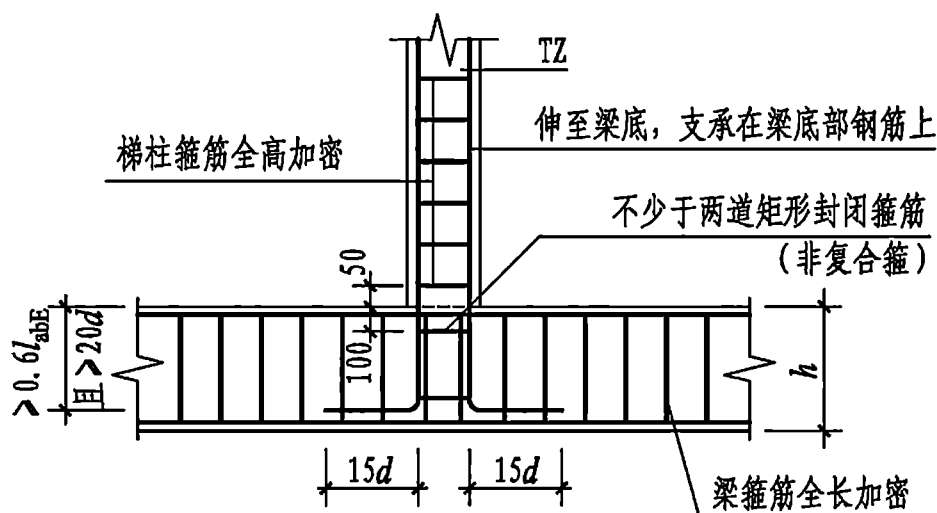 TZ
伸至梁底，支承在梁底部钢筋上
梯柱箍筋全高加密
不少于两道矩形封闭箍筋
（非复合箍）
50
100
≥0.6labE
且≥20d
h
15d
15d
梁箍筋全长加密